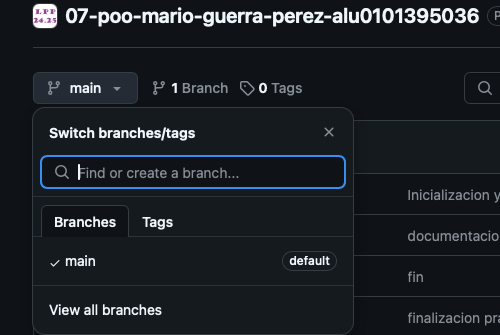 LPP
24.25
07-poo-mario-guerra-perez-alu0101395036
main
1 Branch
0 Tags
Switch branches/tags
Find or create a branch...
Branches
Tags
main
default
View all branches
Inicializacion y
documentacio
fin
finalizacion pra